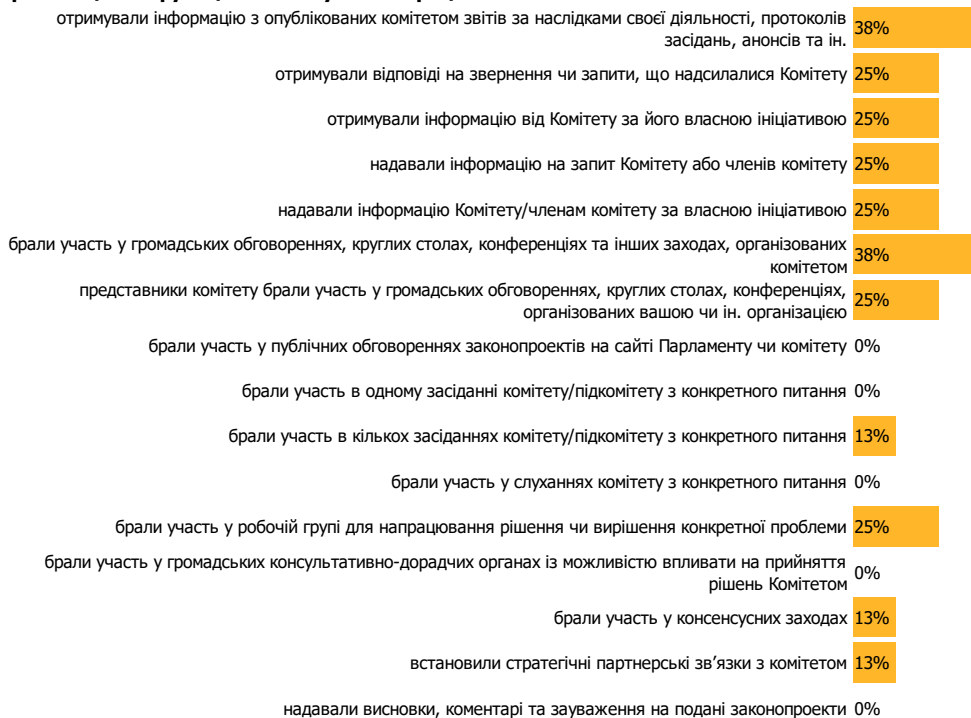 отримували інформацію з опублікованих комітетом звітів за наслідками своєї діяльності, протоколів
засідань, анонсів та ін.
38%
отримували відповіді на звернення чи запити, що надсилалися Комітету 25%
отримували інформацію від Комітету за його власною ініціативою 25%
надавали інформацію на запит Комітету або членів комітету 25%
надавали інформацію Комітету/членам комітету за власною ініціативою 25%
брали участь у громадських обговореннях, круглих столах, конференціях та інших заходах, організованих
комітетом
38%
представники комітету брали участь у громадських обговореннях, круглих столах, конференціях,
організованих вашою чи ін. організацією
25%
брали участь у публічних обговореннях законопроектів на сайті Парламенту чи комітету 0%
брали участь в одному засіданні комітету/підкомітету з конкретного питання 0%
брали участь в кількох засіданнях комітету/підкомітету з конкретного питання 13%
брали участь у слуханнях комітету з конкретного питання 0%
брали участь у робочій групі для напрацювання рішення чи вирішення конкретної проблеми 25%
брали участь у громадських консультативно-дорадчих органах із можливістю впливати на прийняття
рішень Комітетом
0%
брали участь у консенсусних заходах 13%
встановили стратегічні партнерські зв’язки з комітетом 13%
надавали висновки, коментарі та зауваження на подані законопроекти 0%